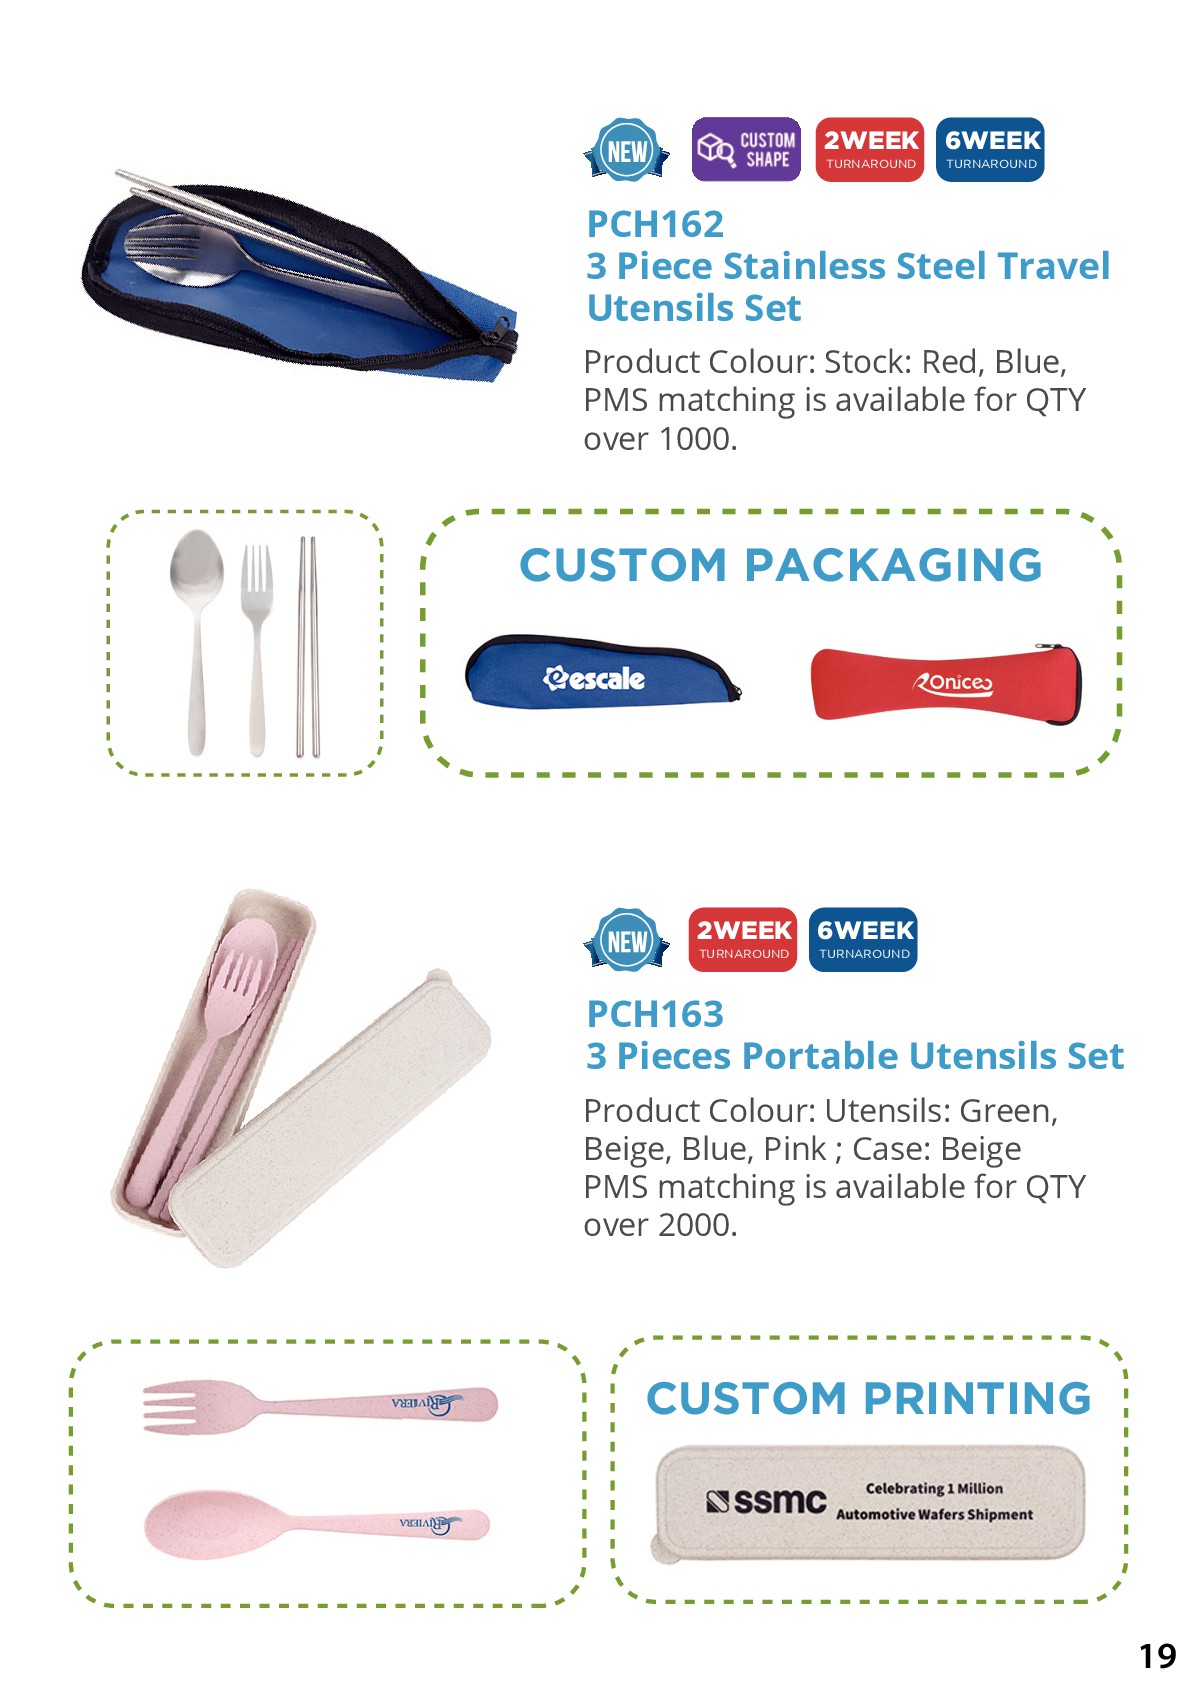 NEW
CUSTOM
SHAPE
2WEEK
TURNAROUND
6WEEK
TURNAROUND
PCH162
3 Piece Stainless Steel Travel
Utensils Set
Product Colour: Stock: Red, Blue,
PMS matching is available for QTY
over 1000.
CUSTOM PACKAGING
escale
Onice
NEW
2WEEK
TURNAROUND
6WEEK
TURNAROUND
PCH163
3 Pieces Portable Utensils Set
Product Colour: Utensils: Green,
Beige, Blue, Pink ; Case: Beige
PMS matching is available for QTY
over 2000.
RIVIERA
RIVIERA
CUSTOM PRINTING
ssmc
Celebrating 1 Million
Automotive Wafers Shipment
19